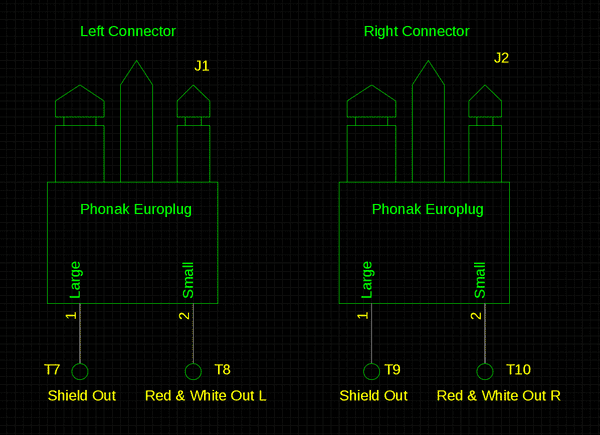 Left Connector
Right Connector
J1
J2
Phonak Europlug
Phonak Europlug
Large
Small
Large
Small
1
2
1
2
T7
T8
T9
T10
Shield Out
Red & White Out L
Shield Out
Red & White Out R